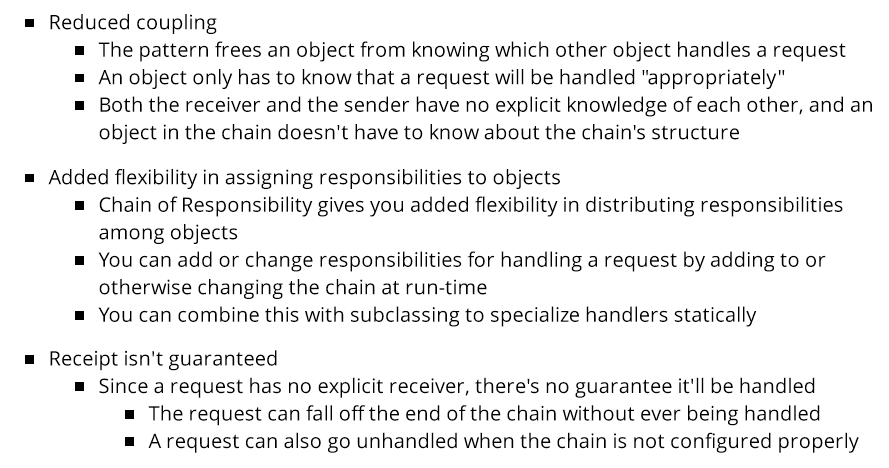 Reduced coupling
The pattern frees an object from knowing which other object handles a request
An object only has to know that a request will be handled "appropriately"
Both the receiver and the sender have no explicit knowledge of each other, and an
object in the chain doesn't have to know about the chain's structure
Added flexibility in assigning responsibilities to objects
Chain of Responsibility gives you added flexibility in distributing responsibilities
among objects
You can add or change responsibilities for handling a request by adding to or
otherwise changing the chain at run-time
You can combine this with subclassing to specialize handlers statically
Receipt isn't guaranteed
Since a request has no explicit receiver, there's no guarantee it'll be handled
The request can fall off the end of the chain without ever being handled
A request can also go unhandled when the chain is not configured properly